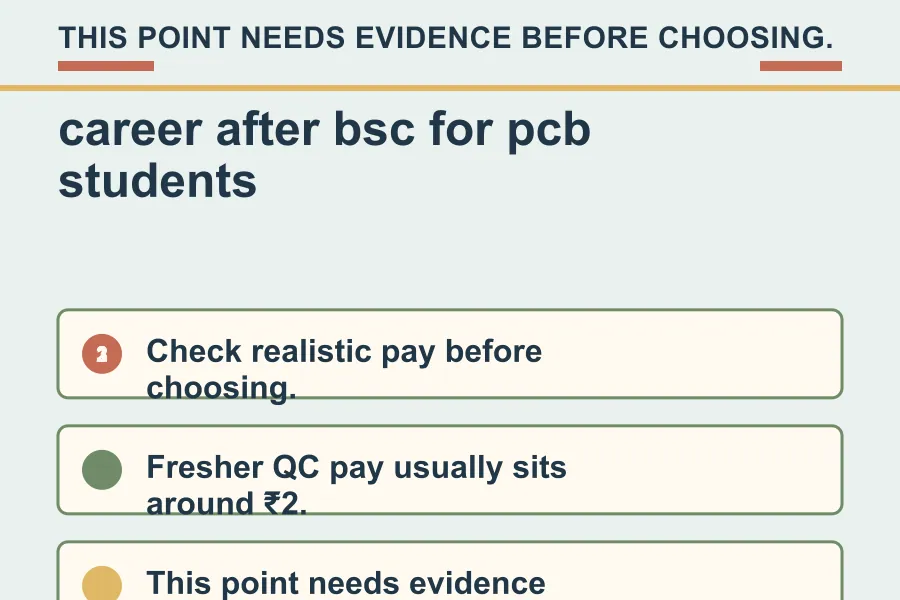 THIS POINT NEEDS EVIDENCE BEFORE CHOOSING.
career after bsc for pcb
students
Check realistic pay before
choosing.
Fresher QC pay usually sits
around ₹2.
This point needs evidence